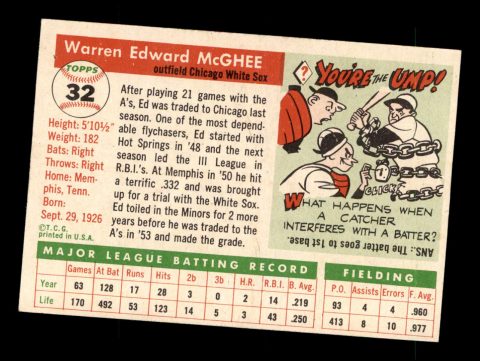 Warren Edward McGHEE
outfield Chicago White Sox
TOPPS
32
Height: 5'10½"
Weight: 182
Bats: Right
Throws: Right
Home: Mem-
phis, Tenn.
Born:
Sept. 29, 1926
©T.C.G.
printed in U.S.A.
After playing 21 games with the
A's, Ed was traded to Chicago last
season. One of the most depend-
able flychasers, Ed started with
Hot Springs in '48 and the next
season led the III League in
R.B.I.'s. At Memphis in '50 he hit
a terrific .332 and was brought
up for a trial with the White Sox.
Ed toiled in the Minors for 2 more
years before he was traded to the
A's in '53 and made the grade.
?
YOU'RE THE UMP!
WHAT HAPPENS WHEN
A CATCHER
INTERFERES WITH A BATTER?
ANS.: The batter goes to 1st base.
MAJOR LEAGUE BATTING RECORD
Games At Bat Runs Hits 2b 3b H.R. R.B.I. B. Avg.
Year 63 128 17 28 3 0 2 14 .219
Life 170 492 53 123 14 5 3 43 .250
FIELDING
P.O. Assists Errors F. Avg.
93 4 4 .960
413 8 10 .977